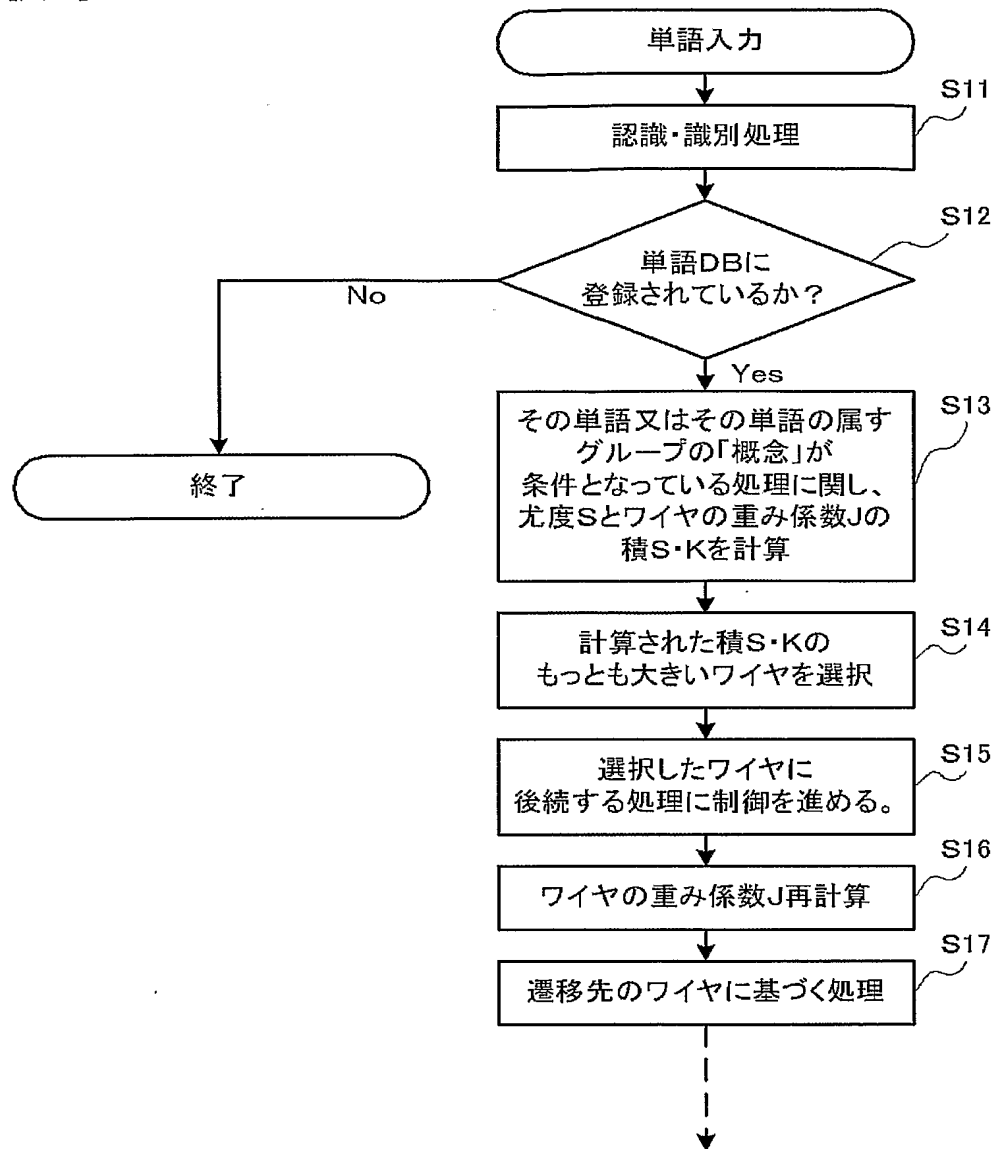 単語入力
S11
認識・識別処理
S12
単語DBに
登録されているか?
No
Yes
終了
S13
その単語又はその単語の属す
グループの「概念」が
条件となっている処理に関し、
尤度SとワイヤのÉ重み係数Jの
積S・Kを計算
S14
計算された積S・Kの
もっとも大きいワイヤを選択
S15
選択したワイヤに
後続する処理に制御を進める。
S16
ワイヤの重み係数J再計算
S17
遷移先のワイヤに基づく処理